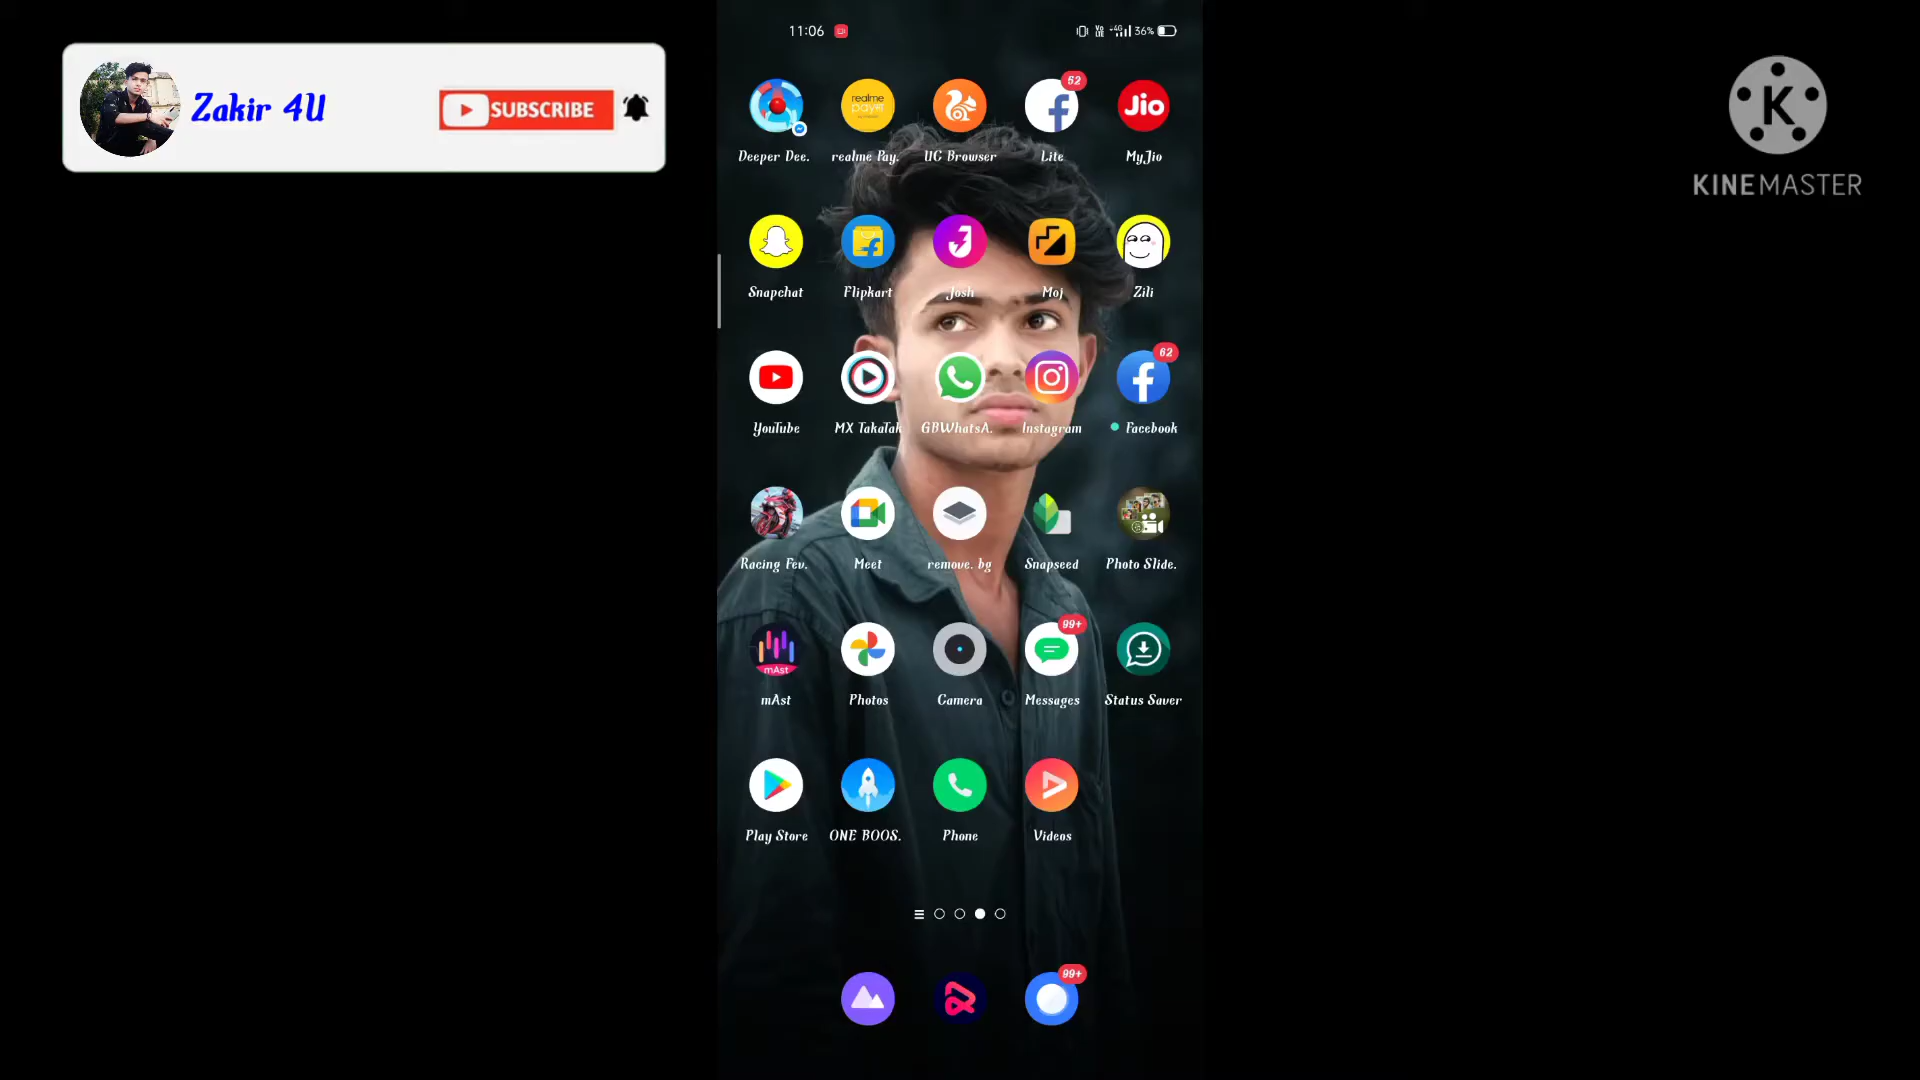 11:06
36%
Zakir 4U
SUBSCRIBE
KINEMASTER
62
realme
Jio
Deeper Dee.
realme Pay.
UC Browser
Lite
MyJio
Snapchat
Flipkart
Josh
Moj
Zili
62
YouTube
MX TakaTak
GBWhatsA.
Instagram
Facebook
Racing Fev.
Meet
remove. bg
Snapseed
Photo Slide.
mAst
99+
mAst
Photos
Camera
Messages
Status Saver
Play Store
ONE BOOS.
Phone
Videos
99+